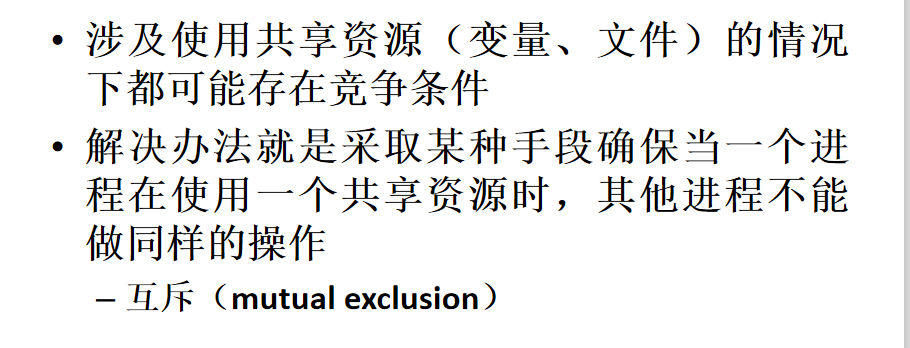 • 涉及使用共享资源（变量、文件）的情况
下都可能存在竞争条件
• 解决办法就是采取某种手段确保当一个进
程在使用一个共享资源时，其他进程不能
做同样的操作
– 互斥（mutual exclusion）